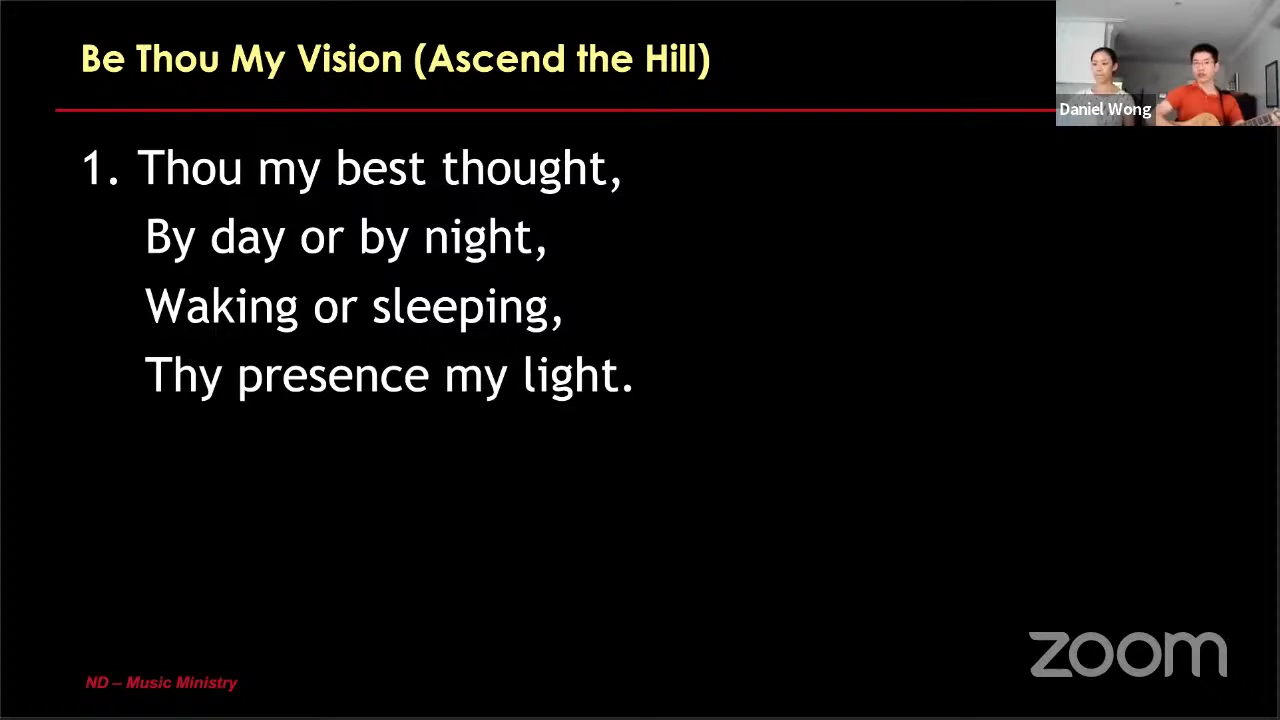 Be Thou My Vision (Ascend the Hill)
Daniel Wong
1. Thou my best thought,
By day or by night,
Waking or sleeping,
Thy presence my light.
zoom
ND – Music Ministry